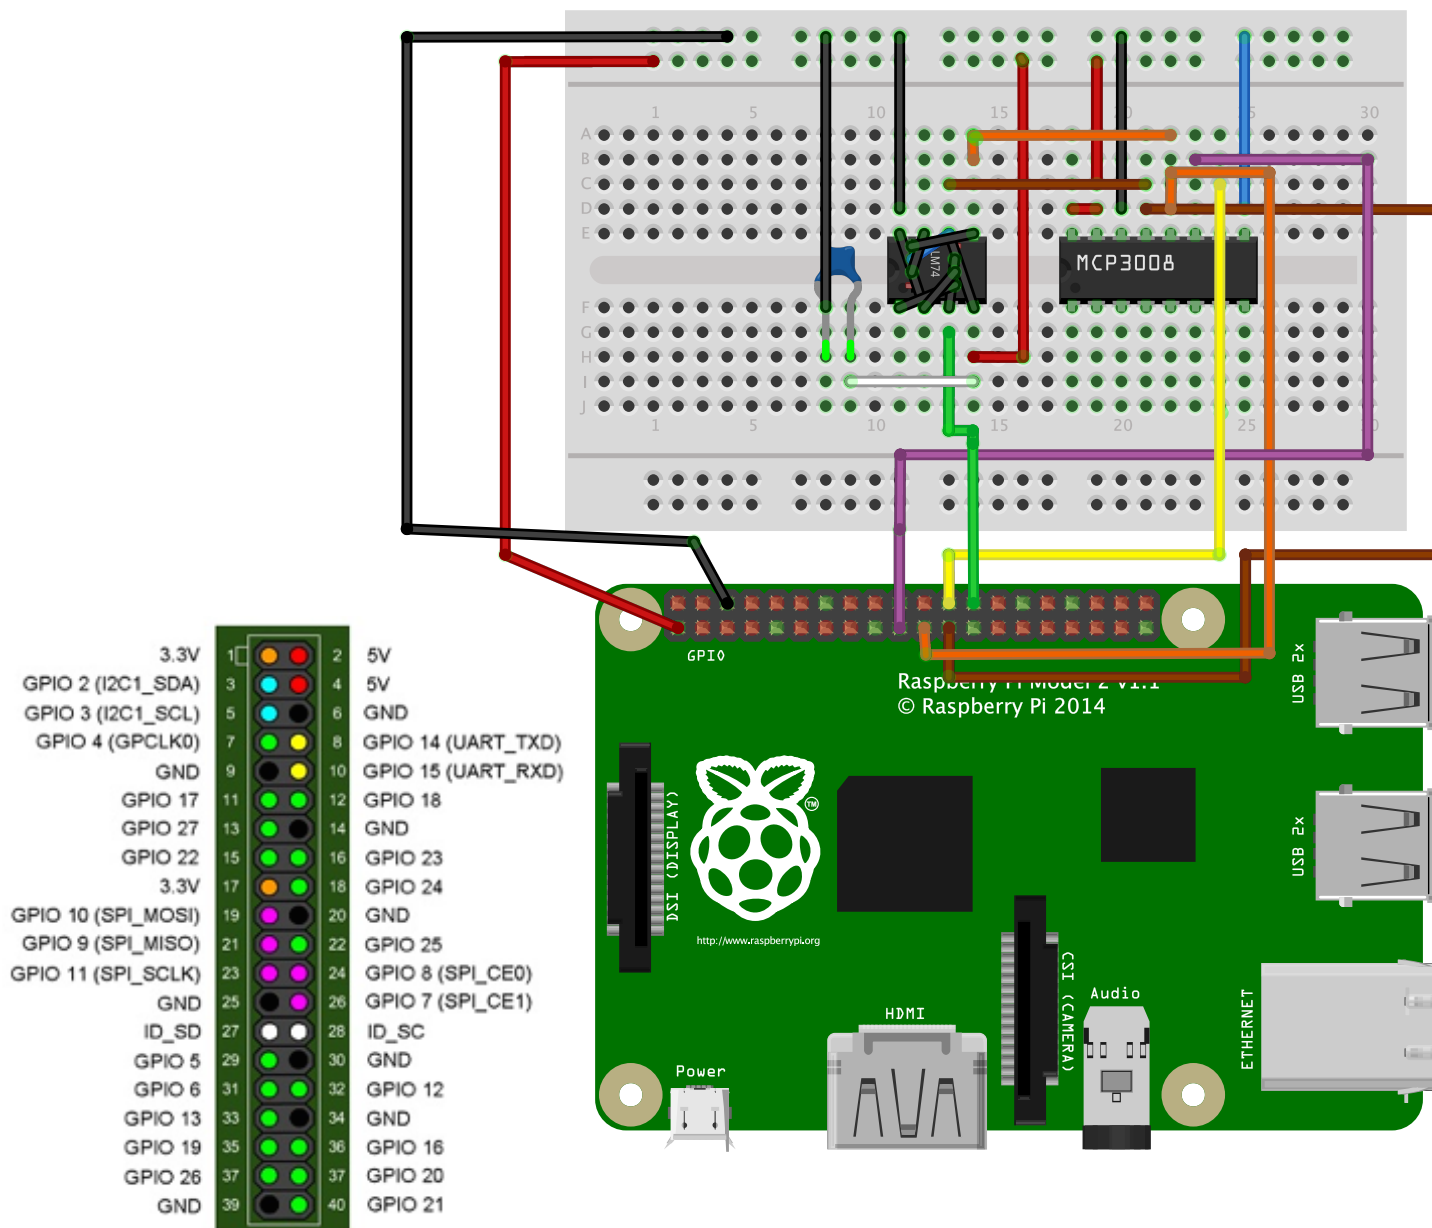 1 5 10 15 20 25 30
A
B
C
D
E
LM74
MCP3008
F
G
H
I
J
1 5 10 15 20 25 30
3.3V 1 2 5V
GPIO 2 (I2C1_SDA) 3 4 5V
GPIO 3 (I2C1_SCL) 5 6 GND
GPIO 4 (GPCLK0) 7 8 GPIO 14 (UART_TXD)
GND 9 10 GPIO 15 (UART_RXD)
GPIO 17 11 12 GPIO 18
GPIO 27 13 14 GND
GPIO 22 15 16 GPIO 23
3.3V 17 18 GPIO 24
GPIO 10 (SPI_MOSI) 19 20 GND
GPIO 9 (SPI_MISO) 21 22 GPIO 25
GPIO 11 (SPI_SCLK) 23 24 GPIO 8 (SPI_CE0)
GND 25 26 GPIO 7 (SPI_CE1)
ID_SD 27 28 ID_SC
GPIO 5 29 30 GND
GPIO 6 31 32 GPIO 12
GPIO 13 33 34 GND
GPIO 19 35 36 GPIO 16
GPIO 26 37 37 GPIO 20
GND 39 40 GPIO 21
GPIO
Raspberry Pi Model 2 v1.1
© Raspberry Pi 2014
USB 2x
USB 2x
DSI (DISPLAY)
TM
http://www.raspberrypi.org
CSI (CAMERA)
Audio
HDMI
ETHERNET
Power